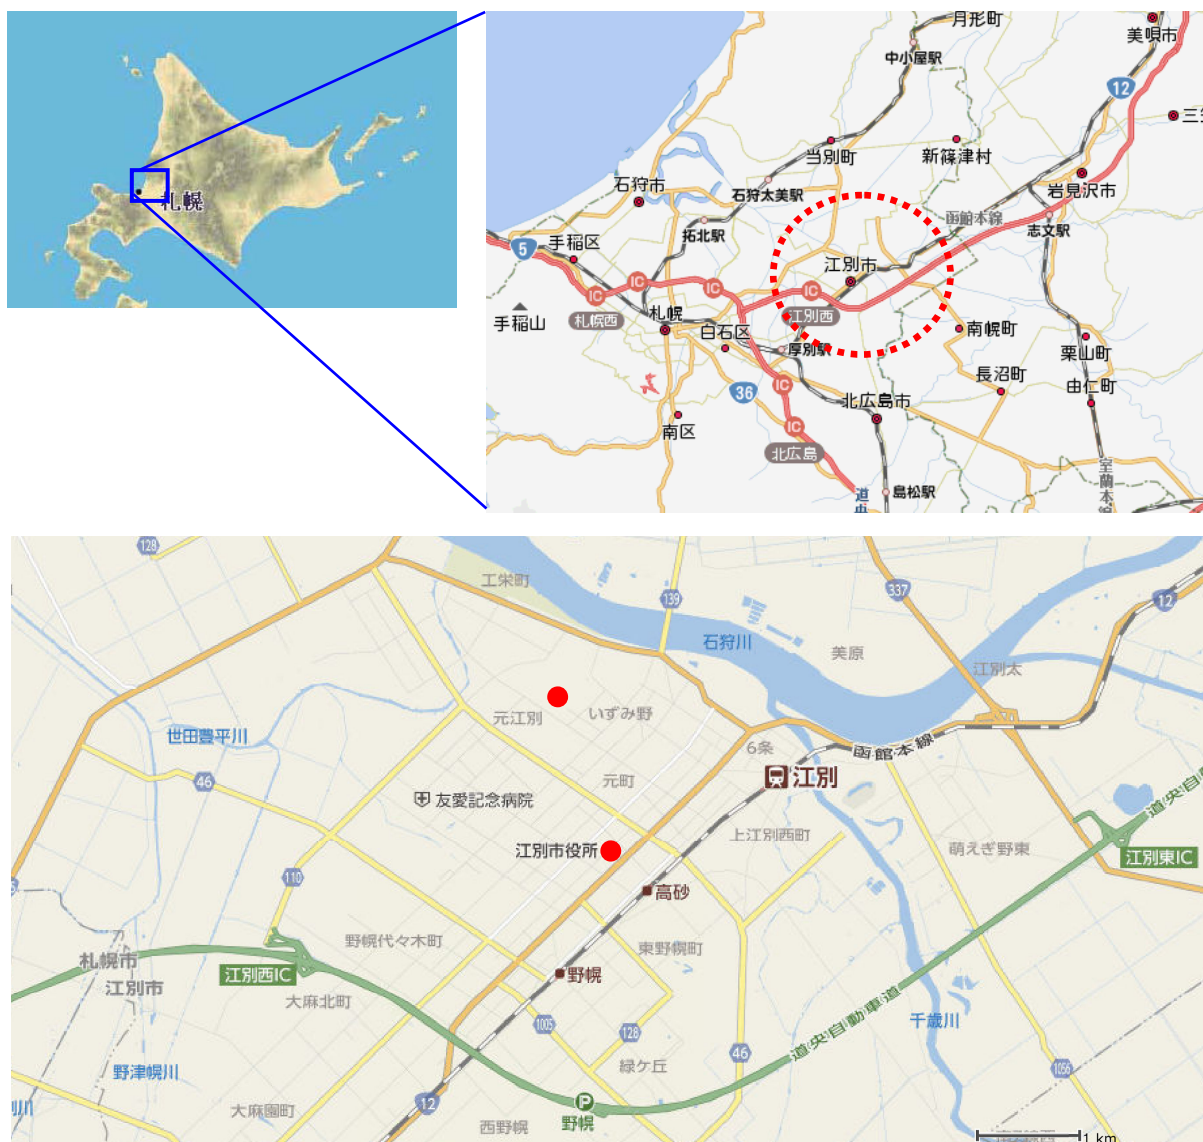 札幌
月形町
美唄市
中小屋駅
12
当別町
新篠津村
石狩市
石狩太美駅
岩見沢市
拓北駅
函館本線
志文駅
5
手稲区
江別市
IC
IC
IC
IC
手稲山
札幌西
札幌
白石区
江別西
厚別駅
南幌町
栗山町
長沼町
由仁町
36
IC
北広島市
南区
IC
北広島
室蘭本線
島松駅
128
工栄町
139
337
12
石狩川
美原
江別太
元江別
いずみ野
世田豊平川
6条
函館本線
江別
46
元町
友愛記念病院
道央自動
上江別西町
江別市役所
萌えぎ野東
江別東IC
110
高砂
野幌代々木町
東野幌町
札幌市
江別市
江別西IC
野幌
大麻北町
1005
128
46
千歳川
道央自動車道
緑ケ丘
1056
野津幌川
P
野幌
大麻園町
12
西野幌
1 km